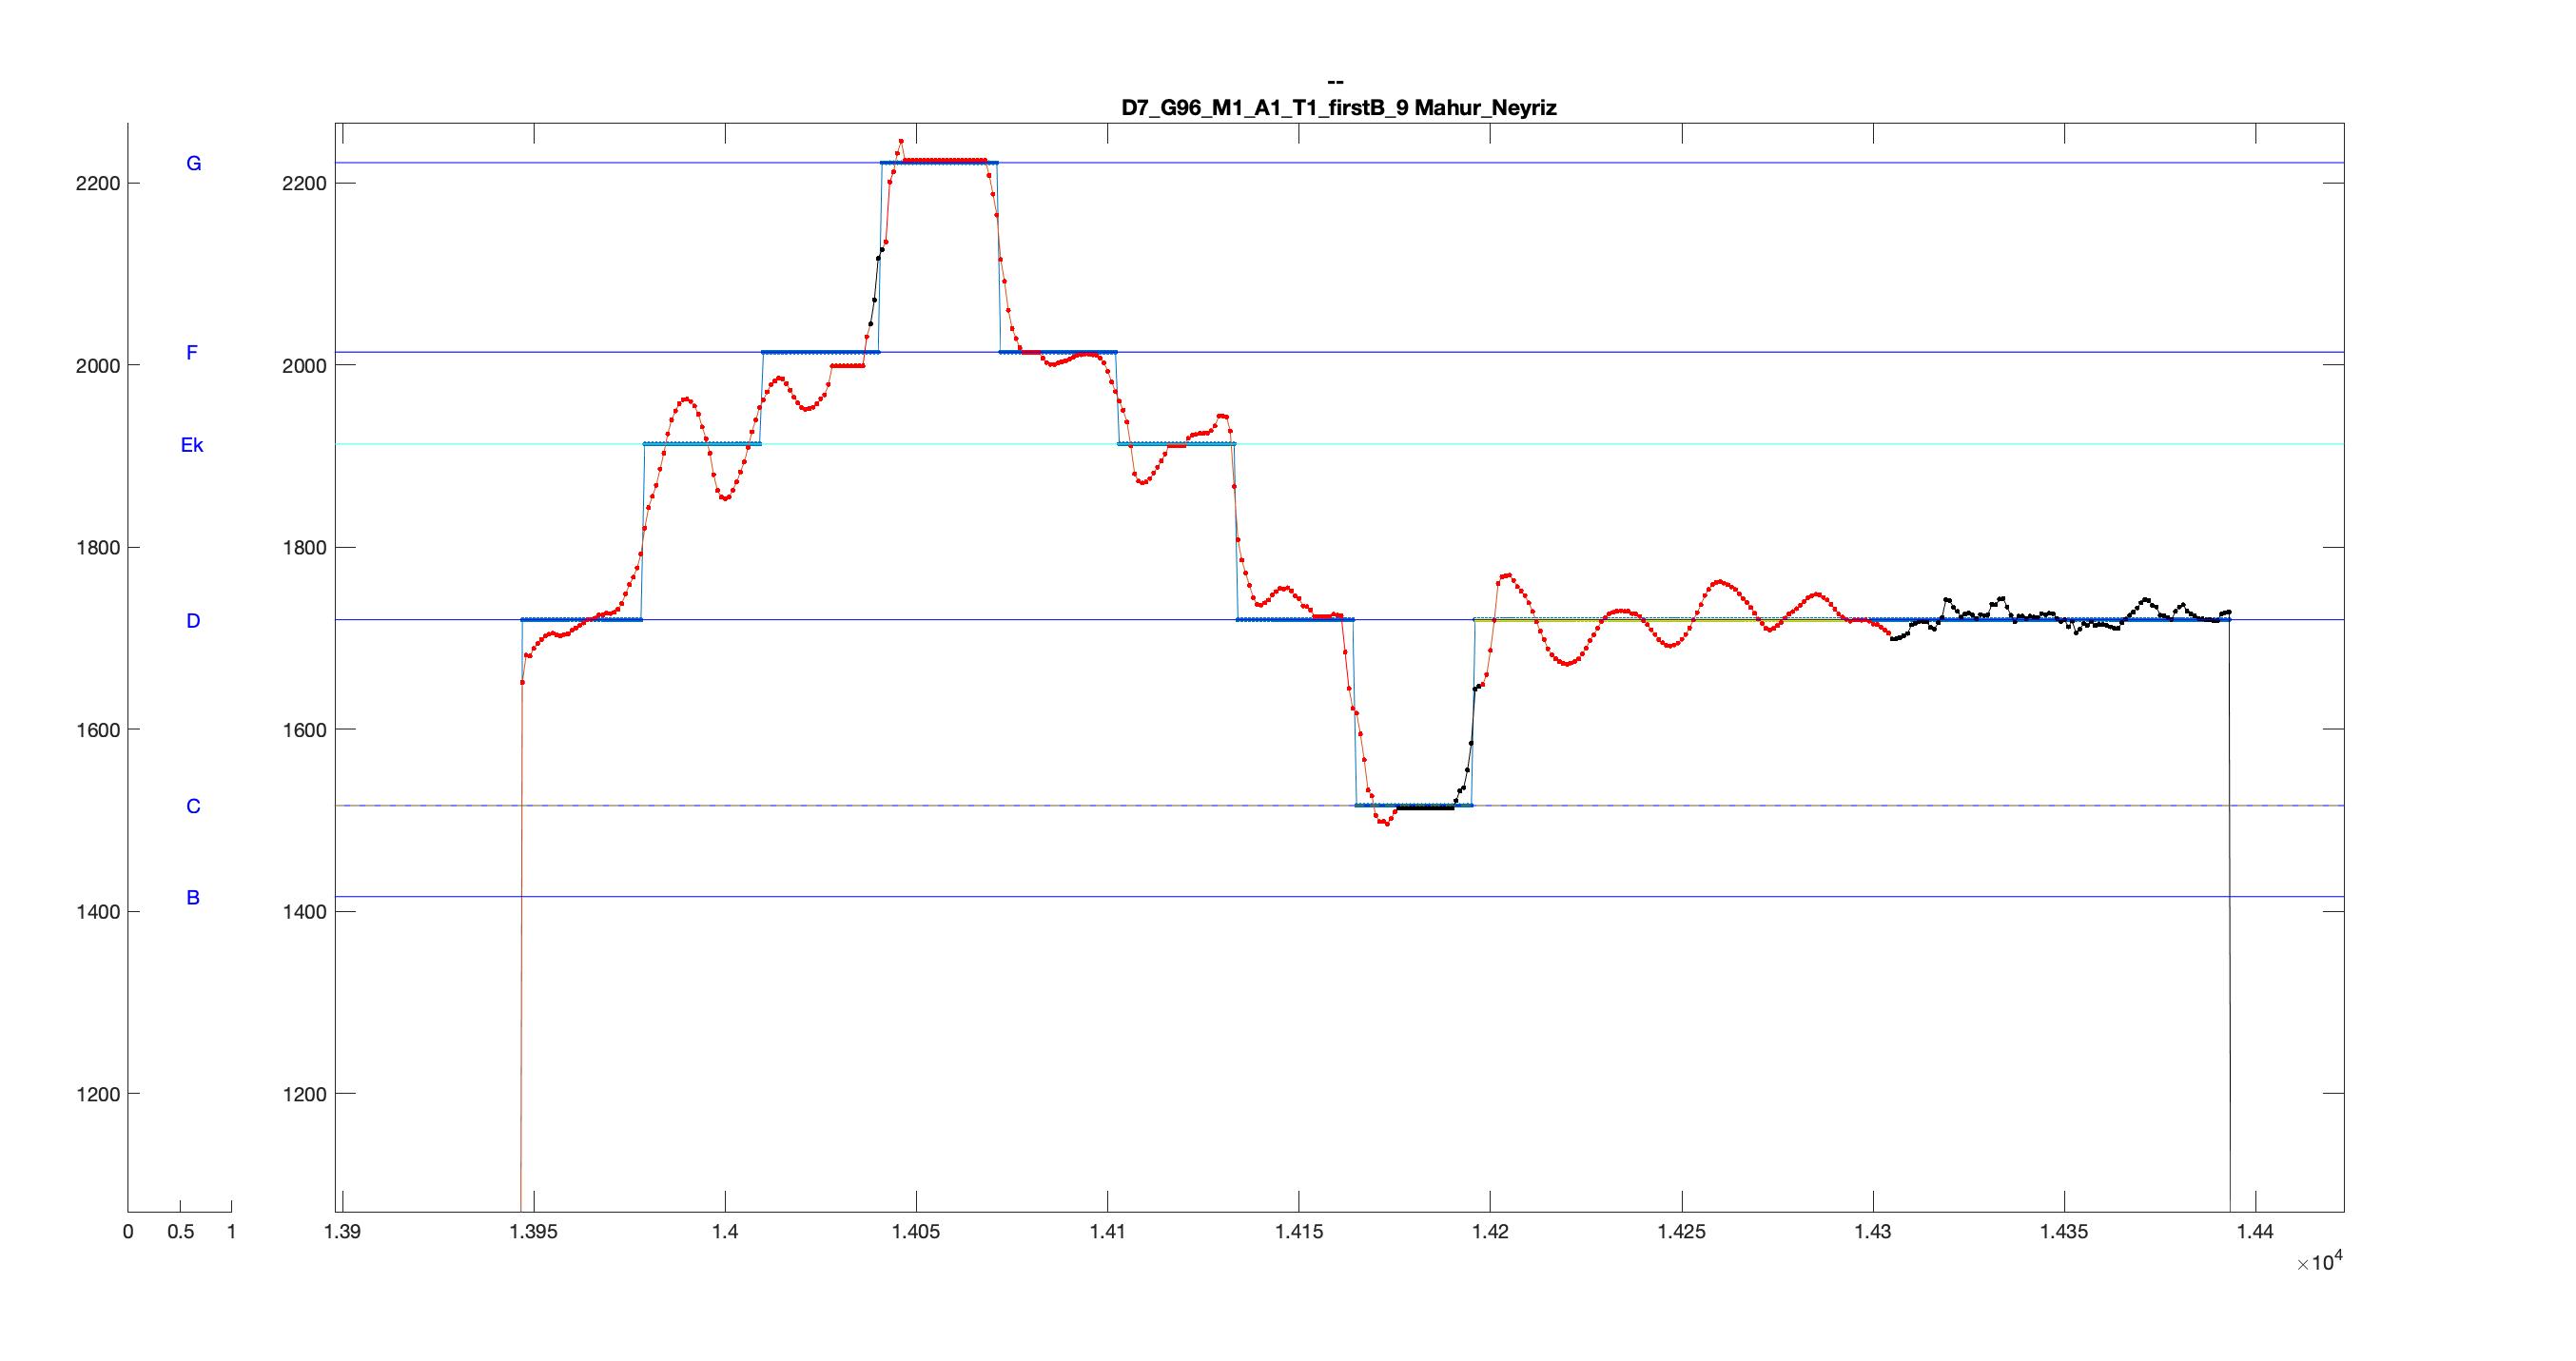 --
D7_G96_M1_A1_T1_firstB_9 Mahur_Neyriz
G
2200 2200
F
2000 2000
Ek
1800 1800
D
1600 1600
C
B
1400 1400
1200 1200
0 0.5 1 1.39 1.395 1.4 1.405 1.41 1.415 1.42 1.425 1.43 1.435 1.44
×10⁴